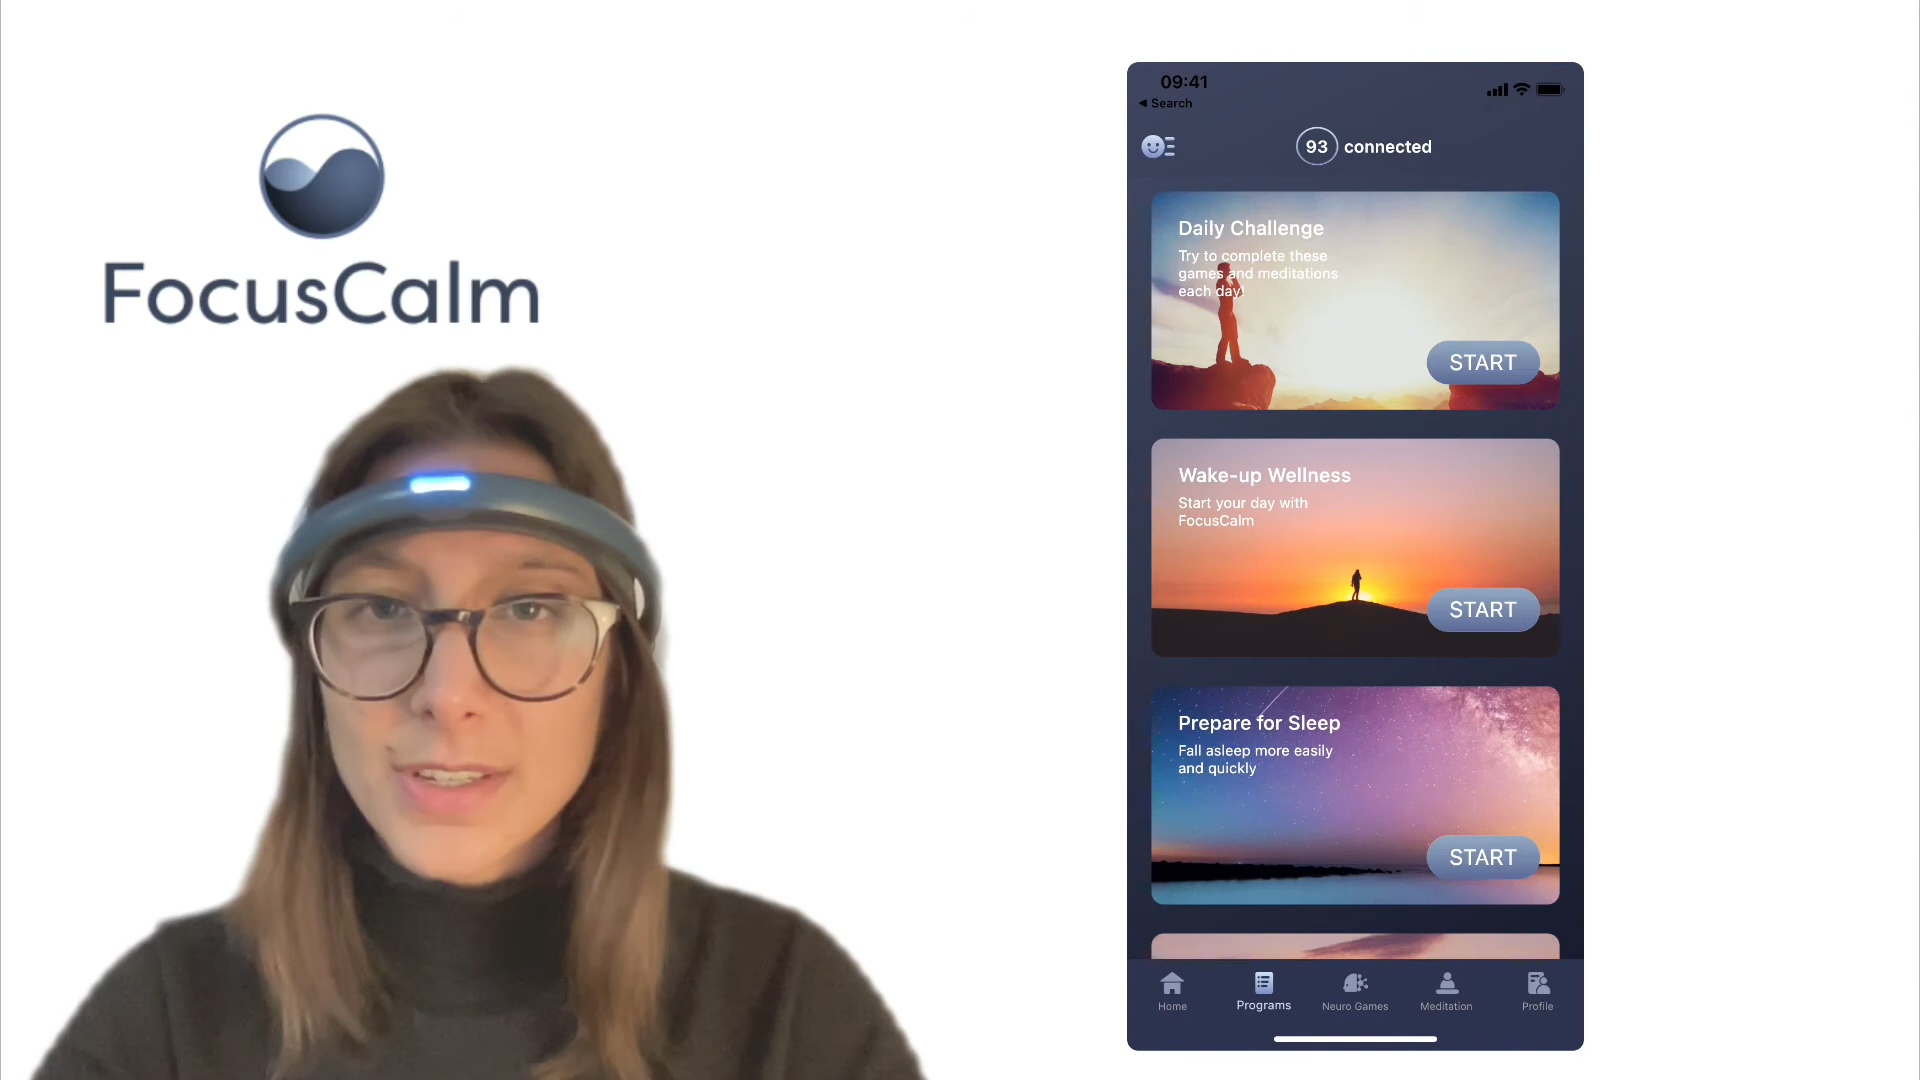 FocusCalm
09:41
Search
93 connected
Daily Challenge
Try to complete these
games and meditations
each day!
START
Wake-up Wellness
Start your day with
FocusCalm
START
Prepare for Sleep
Fall asleep more easily
and quickly
START
Home
Programs
Neuro Games
Meditation
Profile